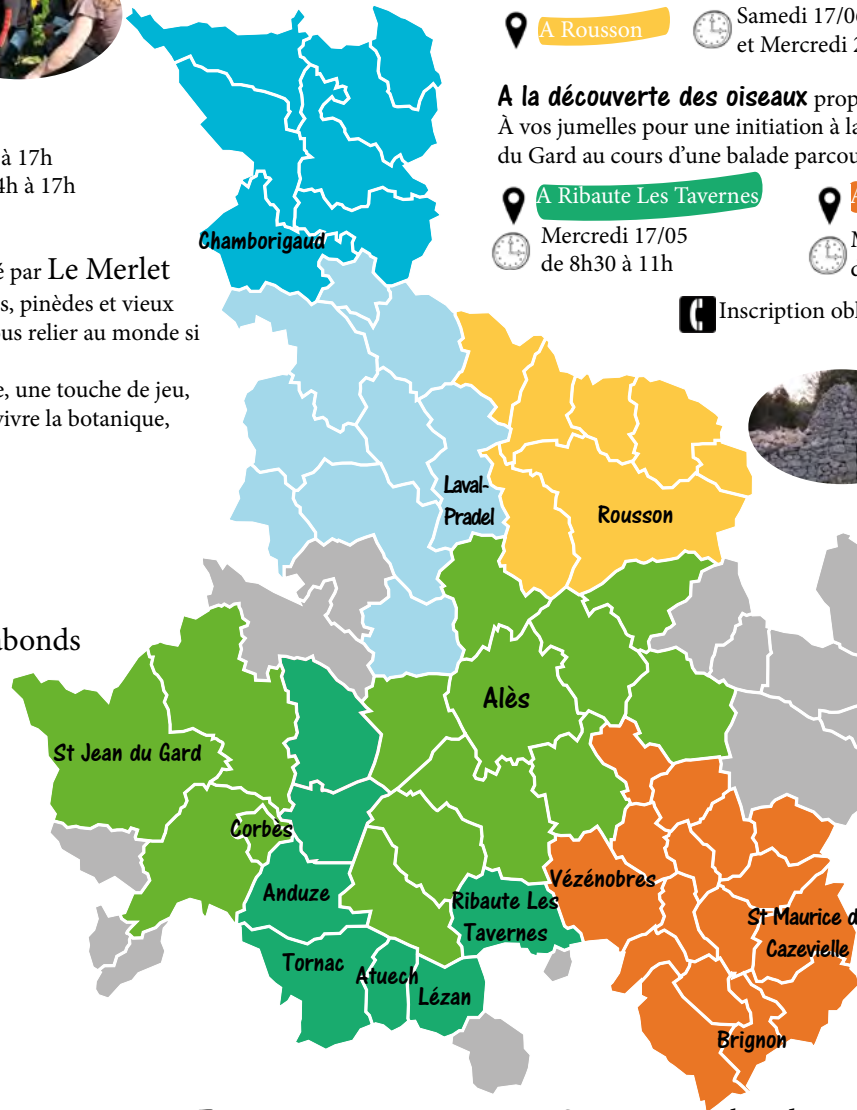 à 17h
4h à 17h
é par Le Merlet
s, pinèdes et vieux
ous relier au monde si
e, une touche de jeu,
vivre la botanique,
abonds
A Rousson
Samedi 17/0
et Mercredi 2
A la découverte des oiseaux prop
À vos jumelles pour une initiation à la
du Gard au cours d'une balade parcou
A Ribaute Les Tavernes
Mercredi 17/05
de 8h30 à 11h
Inscription obl
Chamborigaud
Laval-
Pradel
Rousson
Alès
St Jean du Gard
Corbès
Anduze
Vézénobres
Ribaute Les
Tavernes
St Maurice d
Cazevielle
Tornac
Atuech
Lézan
Brignon